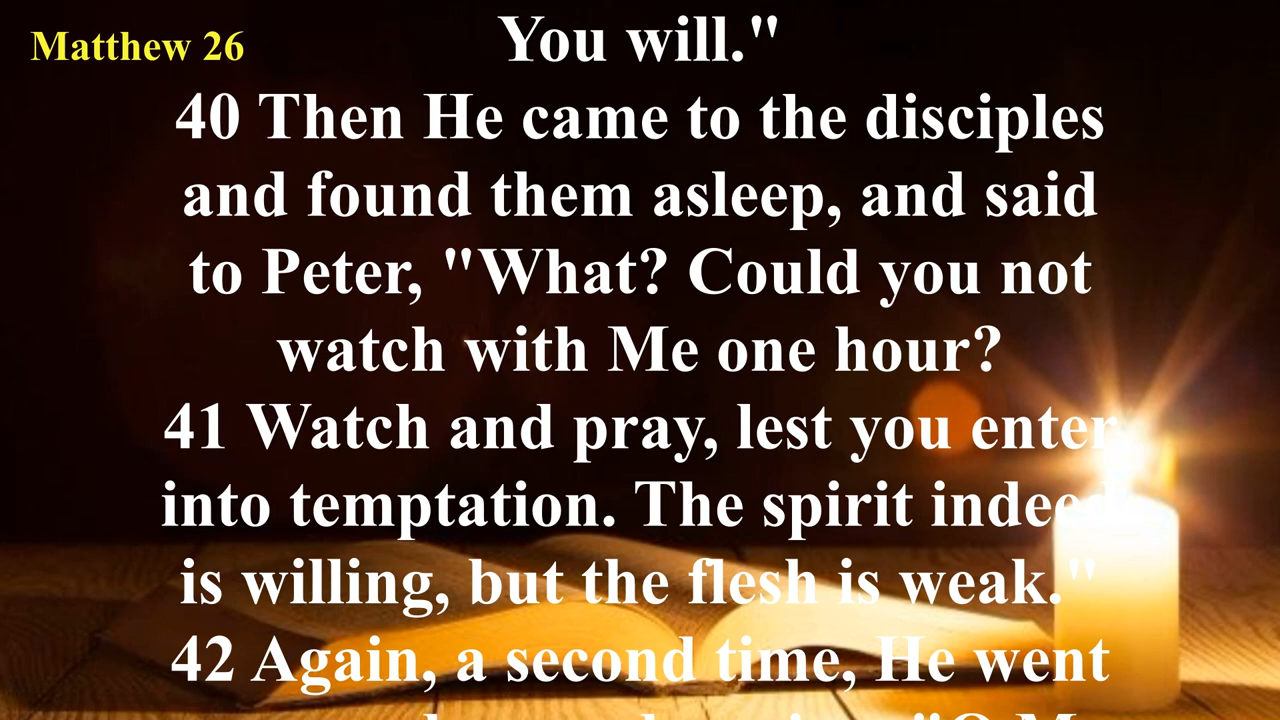 Matthew 26
You will."
40 Then He came to the disciples
and found them asleep, and said
to Peter, "What? Could you not
watch with Me one hour?
41 Watch and pray, lest you enter
into temptation. The spirit indeed
is willing, but the flesh is weak."
42 Again, a second time, He went